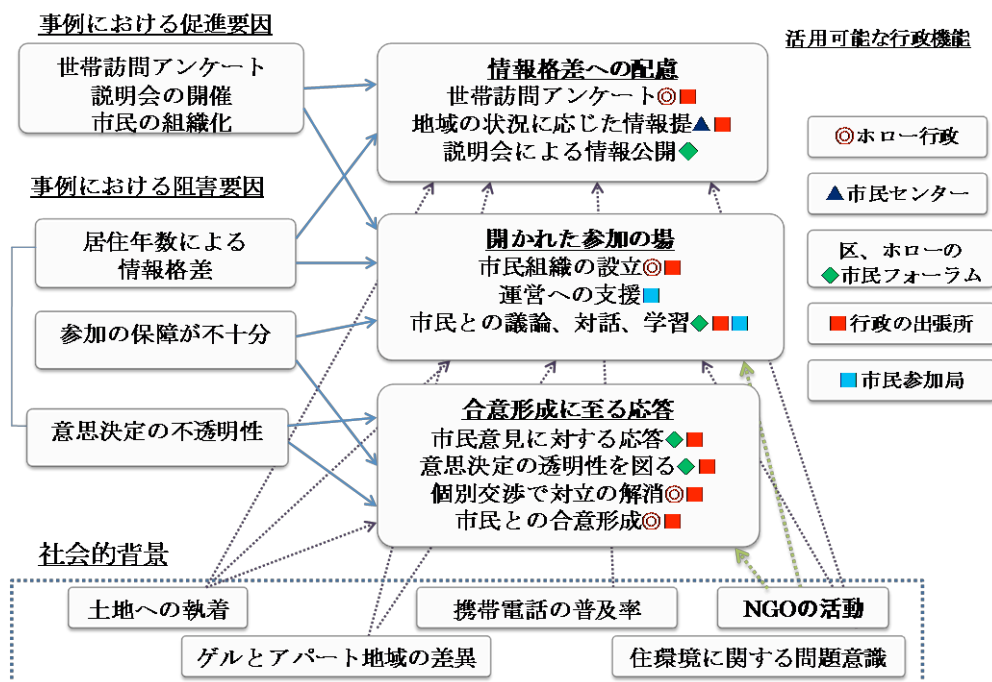 事例における促進要因
世帯訪問アンケート
説明会の開催
市民の組織化
事例における阻害要因
居住年数による
情報格差
参加の保障が不十分
意思決定の不透明性
情報格差への配慮
世帯訪問アンケート◎■
地域の状況に応じた情報提▲■
説明会による情報公開◆
開かれた参加の場
市民組織の設立◎■
運営への支援■
市民との議論、対話、学習◆■■
合意形成に至る応答
市民意見に対する応答◆■
意思決定の透明性を図る◆■
個別交渉で対立の解消◎■
市民との合意形成◎■
活用可能な行政機能
◎ホロー行政
▲市民センター
区、ホローの
◆市民フォーラム
■行政の出張所
■市民参加局
社会的背景
土地への執着
携帯電話の普及率
NGOの活動
ゲルとアパート地域の差異
住環境に関する問題意識